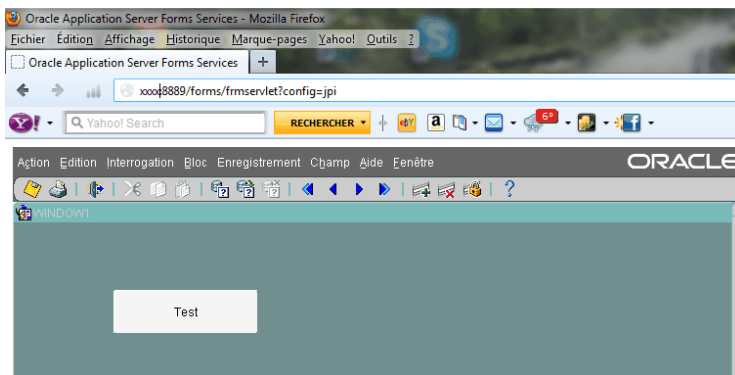 Oracle Application Server Forms Services - Mozilla Firefox
Fichier Édition Affichage Historique Marque-pages Yahoo! Outils ?
Oracle Application Server Forms Services +
xxxx8889/forms/frmservlet?config=jpi
Y! Yahoo! Search RECHERCHER eBY a 6°
Action Edition Interrogation Bloc Enregistrement Champ Aide Fenêtre ORACLE
WINDOW1
Test